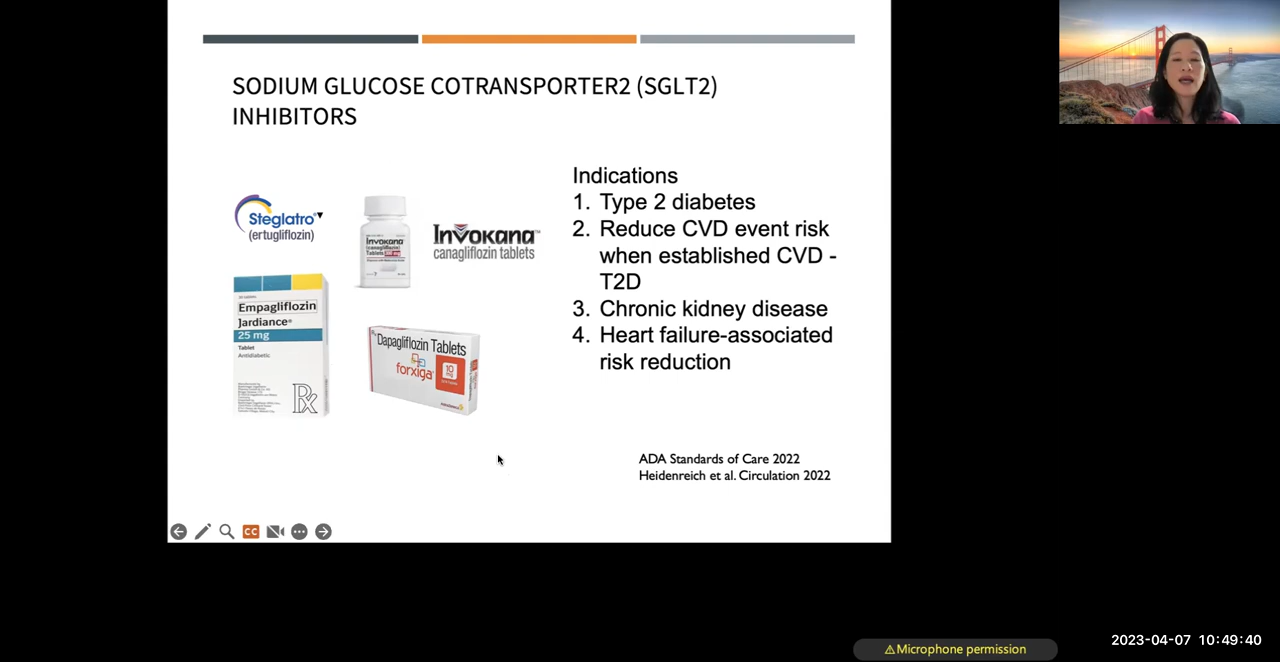 SODIUM GLUCOSE COTRANSPORTER2 (SGLT2)
INHIBITORS
Steglatro
(ertugliflozin)
Invokana
(canagliflozin)
Tablets
Invokana™
canagliflozin tablets
Indications
1. Type 2 diabetes
2. Reduce CVD event risk
when established CVD -
T2D
3. Chronic kidney disease
4. Heart failure-associated
risk reduction
Empagliflozin
Jardiance®
25 mg
Tablet
Antidiabetic
Rx
Dapagliflozin Tablets
forxiga
10
mg
ADA Standards of Care 2022
Heidenreich et al. Circulation 2022
CC
⚠Microphone permission
2023-04-07 10:49:40